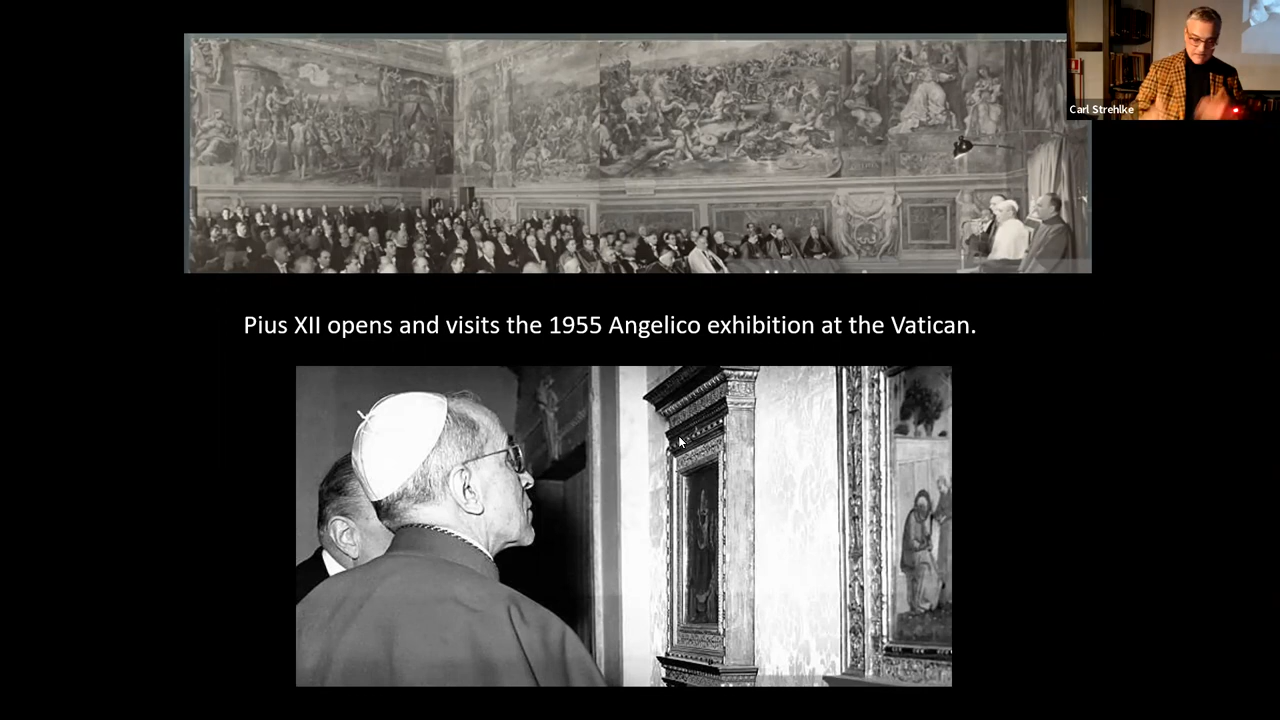 Carl Strehlke
Pius XII opens and visits the 1955 Angelico exhibition at the Vatican.